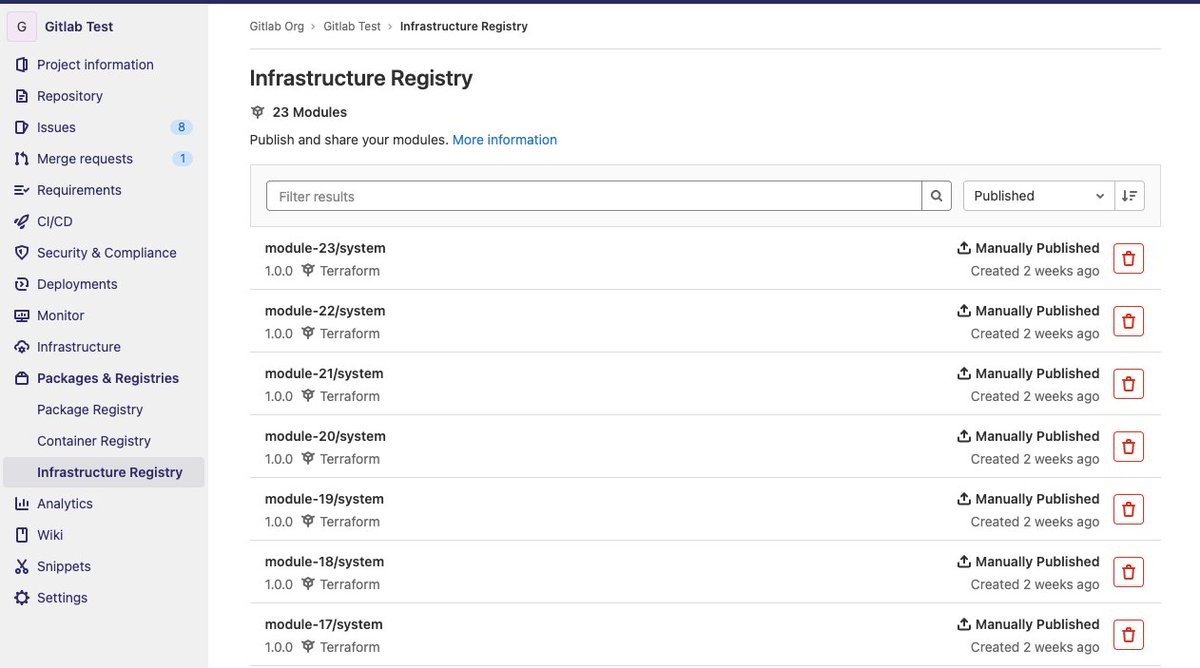 G Gitlab Test
Project information
Repository
Issues 8
Merge requests 1
Requirements
CI/CD
Security & Compliance
Deployments
Monitor
Infrastructure
Packages & Registries
Package Registry
Container Registry
Infrastructure Registry
Analytics
Wiki
Snippets
Settings
Gitlab Org › Gitlab Test › Infrastructure Registry
Infrastructure Registry
23 Modules
Publish and share your modules. More information
Filter results Published
module-23/system Manually Published
1.0.0 Terraform Created 2 weeks ago
module-22/system Manually Published
1.0.0 Terraform Created 2 weeks ago
module-21/system Manually Published
1.0.0 Terraform Created 2 weeks ago
module-20/system Manually Published
1.0.0 Terraform Created 2 weeks ago
module-19/system Manually Published
1.0.0 Terraform Created 2 weeks ago
module-18/system Manually Published
1.0.0 Terraform Created 2 weeks ago
module-17/system Manually Published
1.0.0 Terraform Created 2 weeks ago